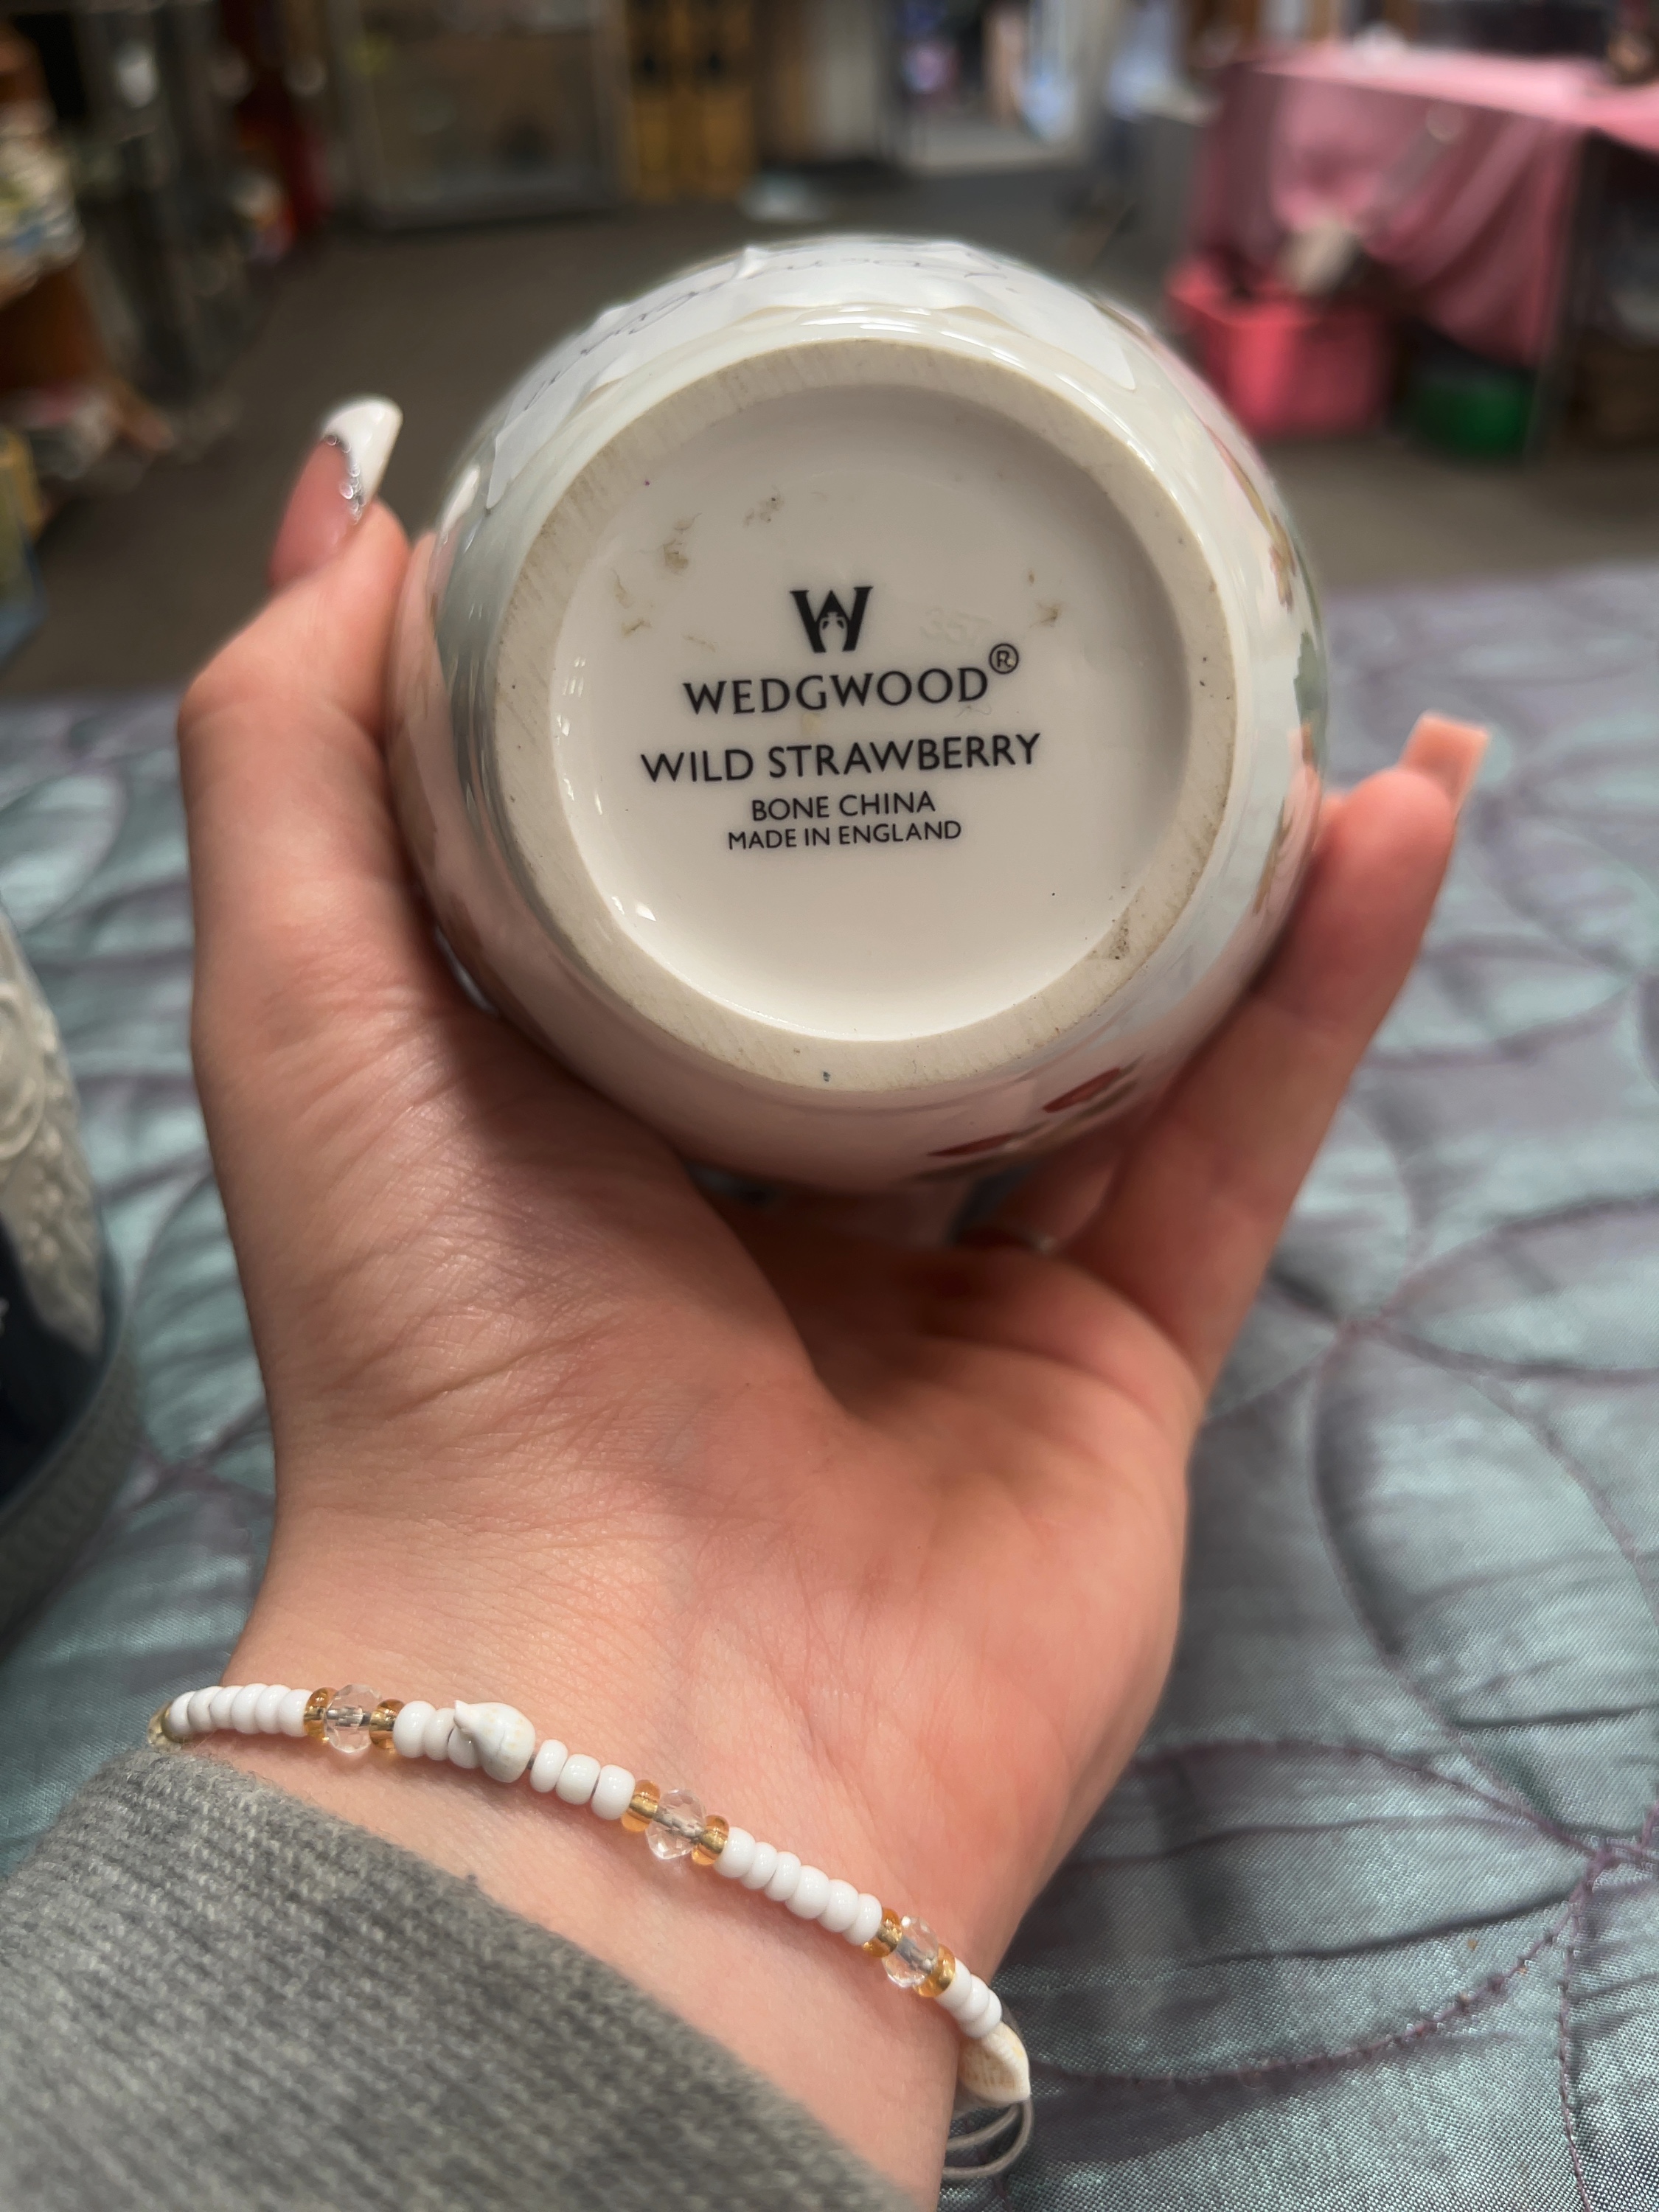 W
WEDGWOOD®
WILD STRAWBERRY
BONE CHINA
MADE IN ENGLAND